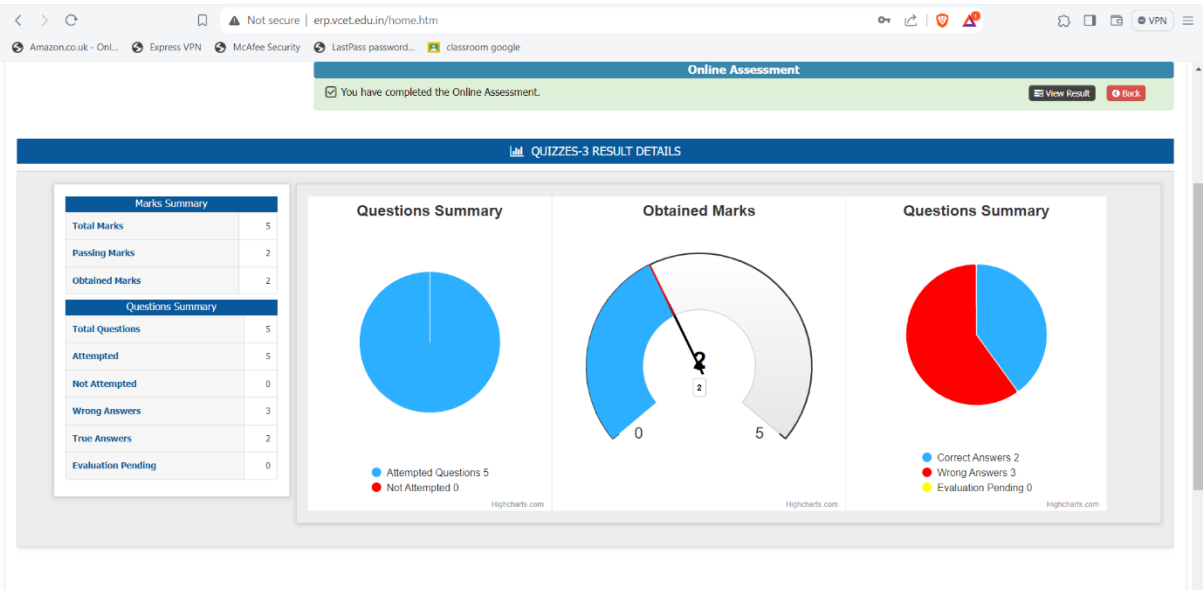 Not secure | erp.vcet.edu.in/home.htm
VPN
Amazon.co.uk - Onl... Express VPN McAfee Security LastPass password... classroom google
Online Assessment
You have completed the Online Assessment.
View Result Back
QUIZZES-3 RESULT DETAILS
Marks Summary
Total Marks 5
Passing Marks 2
Obtained Marks 2
Questions Summary
Total Questions 5
Attempted 5
Not Attempted 0
Wrong Answers 3
True Answers 2
Evaluation Pending 0
Questions Summary
Attempted Questions 5
Not Attempted 0
Highcharts.com
Obtained Marks
2
2
0 5
Highcharts.com
Questions Summary
Correct Answers 2
Wrong Answers 3
Evaluation Pending 0
Highcharts.com